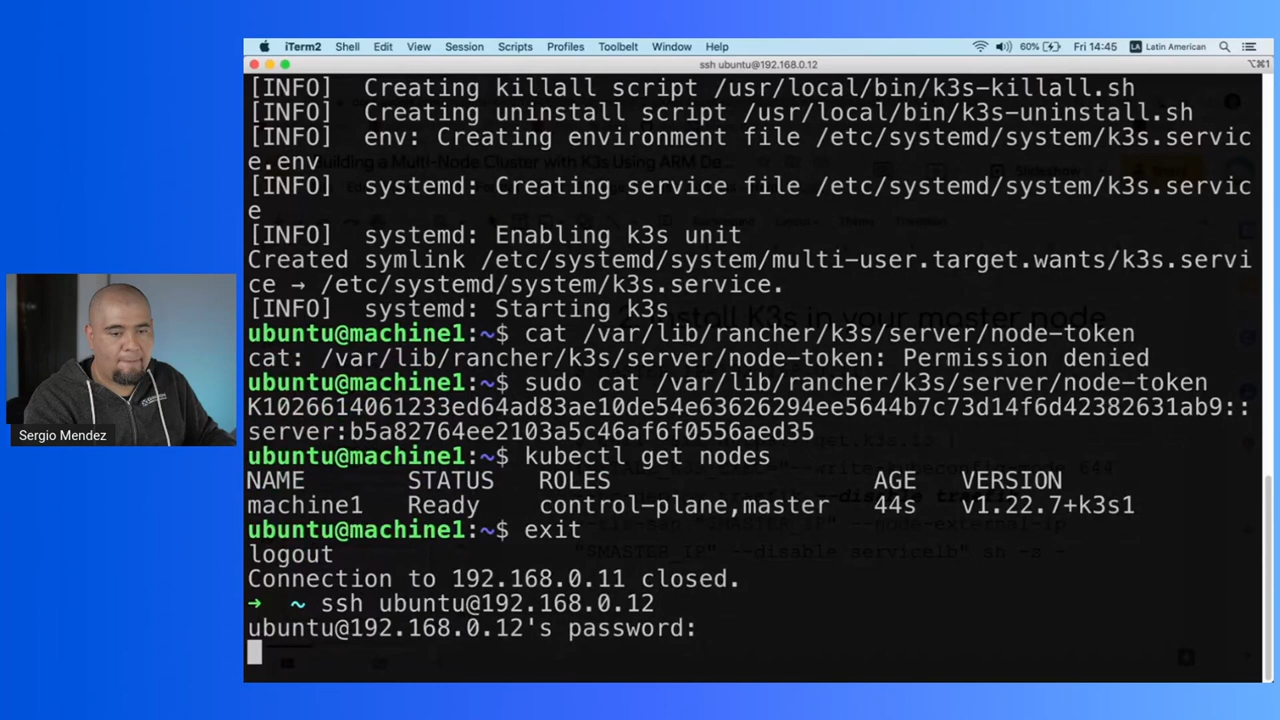 iTerm2 Shell Edit View Session Scripts Profiles Toolbelt Window Help 60% Fri 14:45 LA Latin American
ssh ubuntu@192.168.0.12 ⌥⌘1
[INFO]  Creating killall script /usr/local/bin/k3s-killall.sh
[INFO]  Creating uninstall script /usr/local/bin/k3s-uninstall.sh
[INFO]  env: Creating environment file /etc/systemd/system/k3s.servic
e.env
[INFO]  systemd: Creating service file /etc/systemd/system/k3s.servic
e
[INFO]  systemd: Enabling k3s unit
Created symlink /etc/systemd/system/multi-user.target.wants/k3s.servi
ce → /etc/systemd/system/k3s.service.
[INFO]  systemd: Starting k3s
ubuntu@machine1:~$ cat /var/lib/rancher/k3s/server/node-token
cat: /var/lib/rancher/k3s/server/node-token: Permission denied
ubuntu@machine1:~$ sudo cat /var/lib/rancher/k3s/server/node-token
K1026614061233ed64ad83ae10de54e63626294ee5644b7c73d14f6d42382631ab9::
server:b5a82764ee2103a5c46af6f0556aed35
ubuntu@machine1:~$ kubectl get nodes
NAME       STATUS   ROLES                  AGE   VERSION
machine1   Ready    control-plane,master   44s   v1.22.7+k3s1
ubuntu@machine1:~$ exit
logout
Connection to 192.168.0.11 closed.
→  ~ ssh ubuntu@192.168.0.12
ubuntu@192.168.0.12's password:
Sergio Mendez